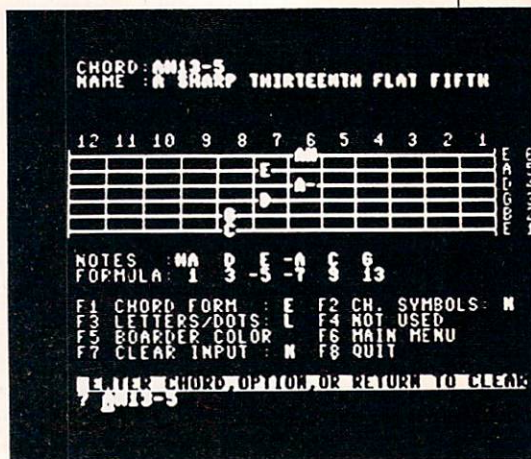 CHORD:A#13-5
NAME :A SHARP THIRTEENTH FLAT FIFTH
12 11 10 9 8 7 6 5 4 3 2 1
A# E 6
E A 5
A- D
D G
G B
C E 1
NOTES : #A D E -A C G
FORMULA: 1 3 -5 -7 9 13
F1 CHORD FORM : E F2 CH. SYMBOLS: N
F3 LETTERS/DOTS: L F4 NOT USED
F5 BOARDER COLOR F6 MAIN MENU
F7 CLEAR INPUT : N F8 QUIT
ENTER CHORD,OPTION,OR RETURN TO CLEAR
? A#13-5